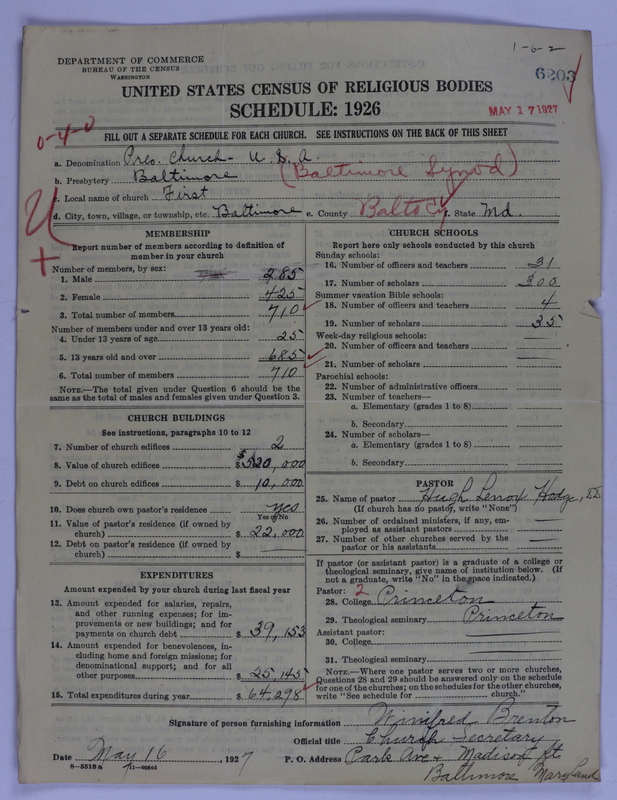 1-6-2
DEPARTMENT OF COMMERCE
BUREAU OF THE CENSUS
WASHINGTON
6203
UNITED STATES CENSUS OF RELIGIOUS BODIES
SCHEDULE: 1926
MAY 17 1927
0-4-0
FILL OUT A SEPARATE SCHEDULE FOR EACH CHURCH. SEE INSTRUCTIONS ON THE BACK OF THIS SHEET
a. Denomination Pres. Church - U. S. A.
b. Presbytery Baltimore (Baltimore Synod)
c. Local name of church First
d. City, town, village, or township, etc. Baltimore e. County Balto Cy f. State Md.
MEMBERSHIP
Report number of members according to definition of
member in your church
Number of members, by sex:
1. Male 285
2. Female 425
3. Total number of members 710
Number of members under and over 13 years old:
4. Under 13 years of age 25
5. 13 years old and over 685
6. Total number of members 710
NOTE.—The total given under Question 6 should be
same as the total of males and females given under Question 3.
CHURCH BUILDINGS
See instructions, paragraphs 10 to 12
7. Number of church edifices 2
8. Value of church edifices $520,000
9. Debt on church edifices $10,000
10. Does church own pastor's residence yes
Yes or No
11. Value of pastor's residence (if owned by
church) $22,000
12. Debt on pastor's residence (if owned by
church) $
EXPENDITURES
Amount expended by your church during last fiscal year
13. Amount expended for salaries, repairs,
and other running expenses; for im-
provements or new buildings; and for
payments on church debt $39,153
14. Amount expended for benevolences, in-
cluding home and foreign missions; for
denominational support; and for all
other purposes $25,145
15. Total expenditures during year $64,298
CHURCH SCHOOLS
Report here only schools conducted by this church
Sunday schools:
16. Number of officers and teachers 31
17. Number of scholars 300
Summer vacation Bible schools:
18. Number of officers and teachers 4
19. Number of scholars 35
Week-day religious schools:
20. Number of officers and teachers
21. Number of scholars
Parochial schools:
22. Number of administrative officers
23. Number of teachers—
a. Elementary (grades 1 to 8)
b. Secondary
24. Number of scholars—
a. Elementary (grades 1 to 8)
b. Secondary
PASTOR
25. Name of pastor Hugh Lenox Hodge, DD
(If church has no pastor, write "None")
26. Number of ordained ministers, if any, em-
ployed as assistant pastors
27. Number of other churches served by the
pastor or his assistants
If pastor (or assistant pastor) is a graduate of a college or
theological seminary, give name of institution below. (If
not a graduate, write "No" in the space indicated.)
Pastor: 2
28. College Princeton
29. Theological seminary Princeton
Assistant pastor:
30. College
31. Theological seminary
NOTE.—Where one pastor serves two or more churches,
Questions 28 and 29 should be answered only on the schedule
for one of the churches; on the schedules for the other churches,
write "See schedule for church."
Signature of person furnishing information Winifred Brenton
Official title Church Secretary
Date May 16, 1927 P. O. Address Park Ave + Madison St
8-5518 a 11-
Baltimore Maryland